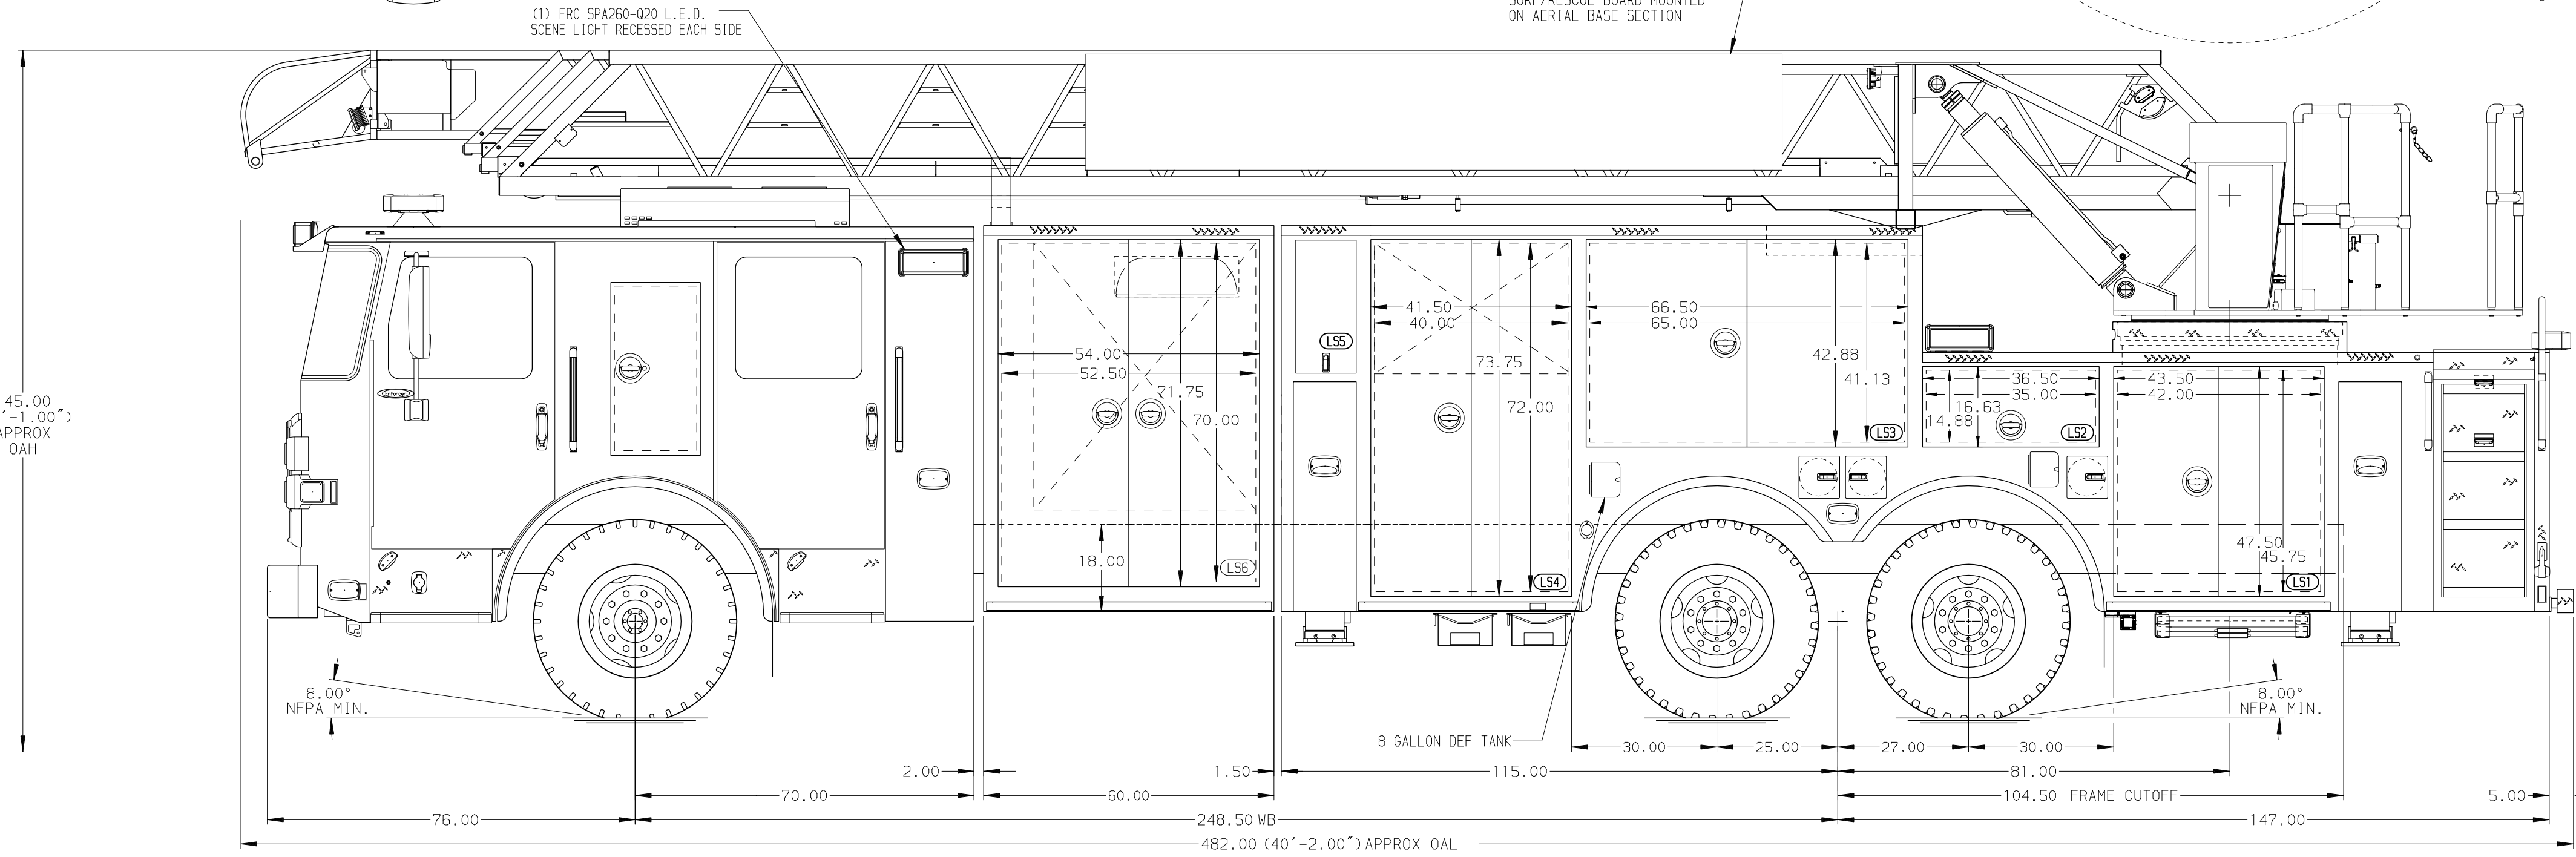 (1) FRC SPA260-Q20 L.E.D.
SCENE LIGHT RECESSED EACH SIDE
SURF/RESCUE BOARD MOUNTED
ON AERIAL BASE SECTION
45.00
'-1.00")
APPROX
OAH
Enforcer
54.00
52.50
71.75
70.00
18.00
LS6
LS5
41.50
40.00
73.75
72.00
LS4
66.50
65.00
42.88
41.13
LS3
36.50
35.00
16.63
14.88
LS2
43.50
42.00
47.50
45.75
LS1
8.00°
NFPA MIN.
8.00°
NFPA MIN.
8 GALLON DEF TANK
30.00
25.00
27.00
30.00
2.00
1.50
115.00
81.00
70.00
60.00
104.50 FRAME CUTOFF
5.00
76.00
248.50 WB
147.00
482.00 (40'-2.00") APPROX OAL